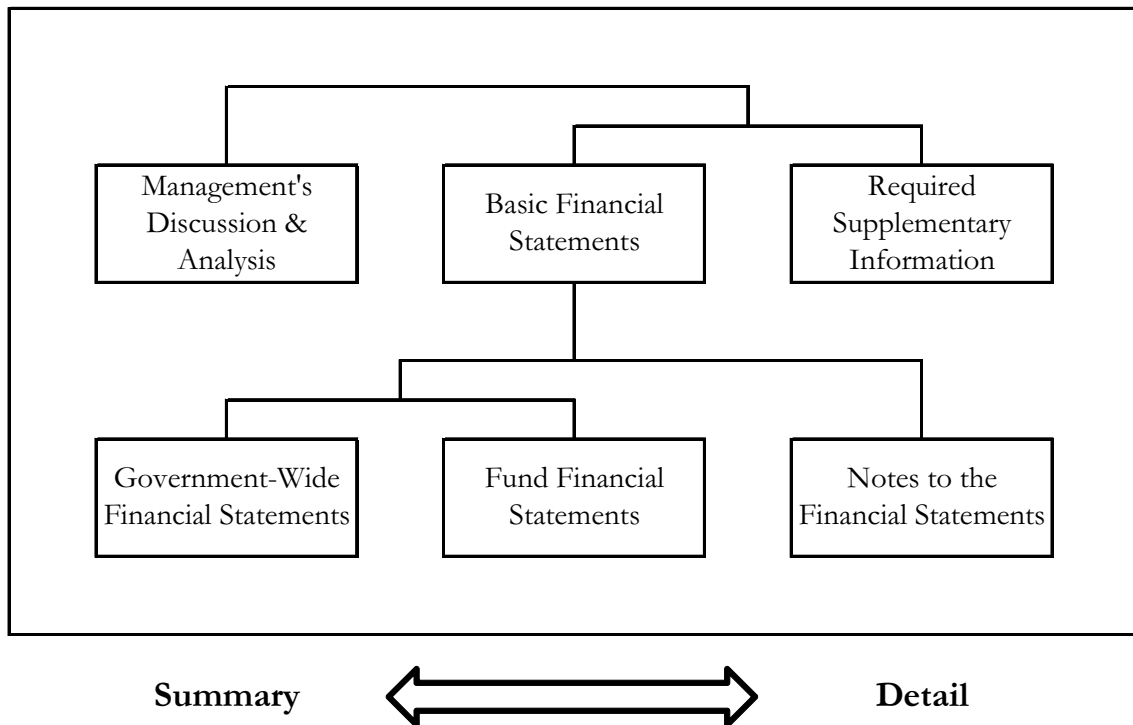 Management's
Discussion &
Analysis
Basic Financial
Statements
Required
Supplementary
Information
Government-Wide
Financial Statements
Fund Financial
Statements
Notes to the
Financial Statements
Summary
Detail